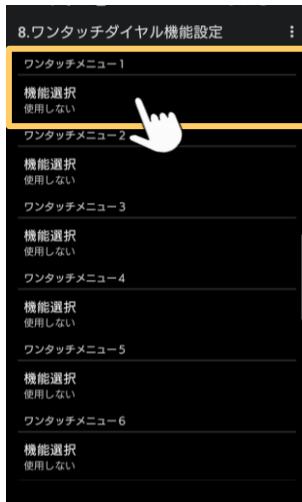 8.ワンタッチダイヤル機能設定
ワンタッチメニュー1
機能選択
使用しない
ワンタッチメニュー2
機能選択
使用しない
ワンタッチメニュー3
機能選択
使用しない
ワンタッチメニュー4
機能選択
使用しない
ワンタッチメニュー5
機能選択
使用しない
ワンタッチメニュー6
機能選択
使用しない